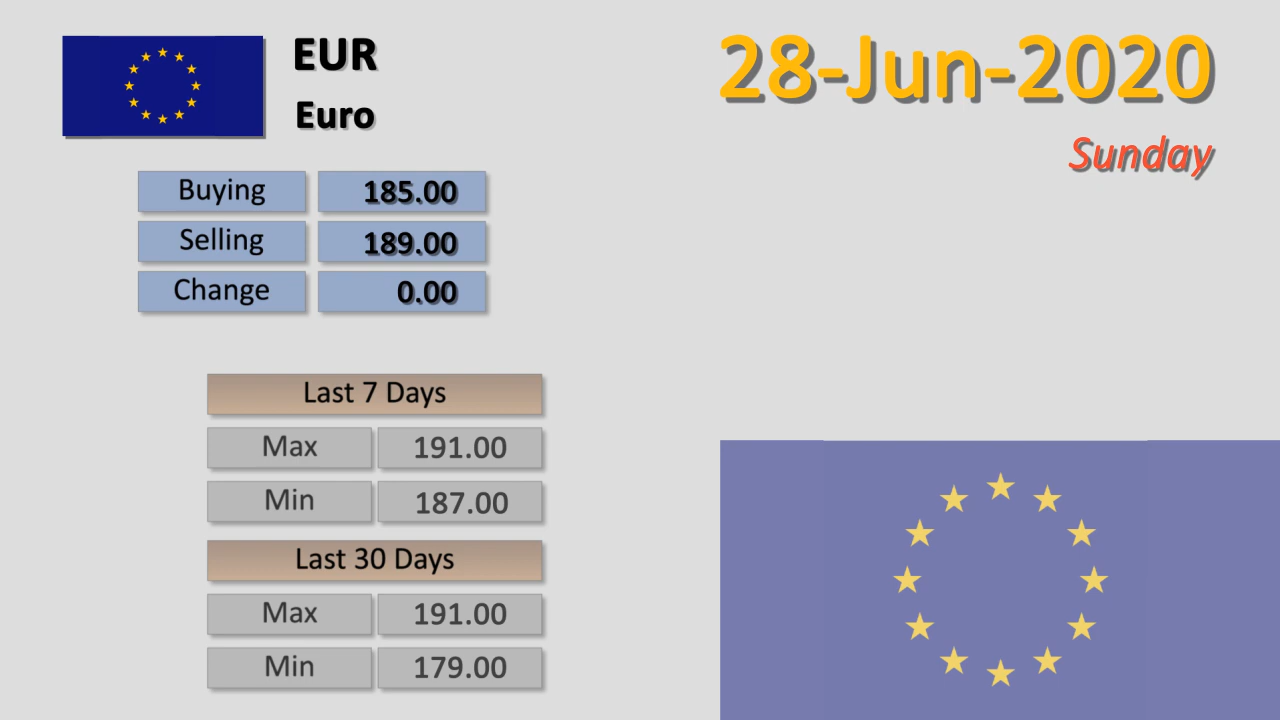 EUR
Euro
28-Jun-2020
Sunday
Buying 185.00
Selling 189.00
Change 0.00
Last 7 Days
Max 191.00
Min 187.00
Last 30 Days
Max 191.00
Min 179.00